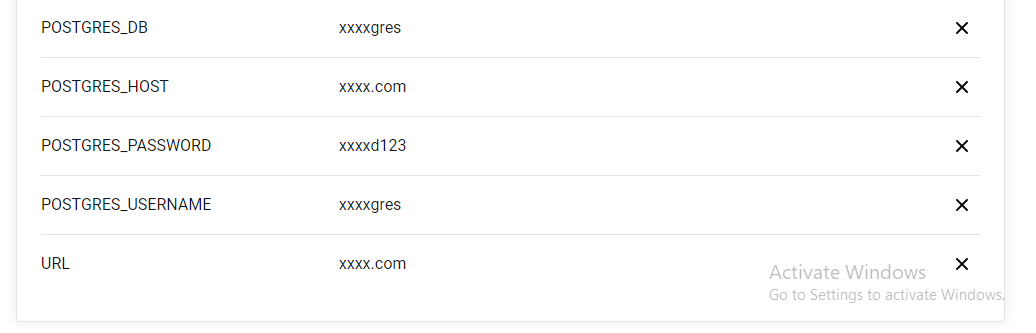 POSTGRES_DB xxxxgres
POSTGRES_HOST xxxx.com
POSTGRES_PASSWORD xxxxd123
POSTGRES_USERNAME xxxxgres
URL xxxx.com
Activate Windows
Go to Settings to activate Windows.